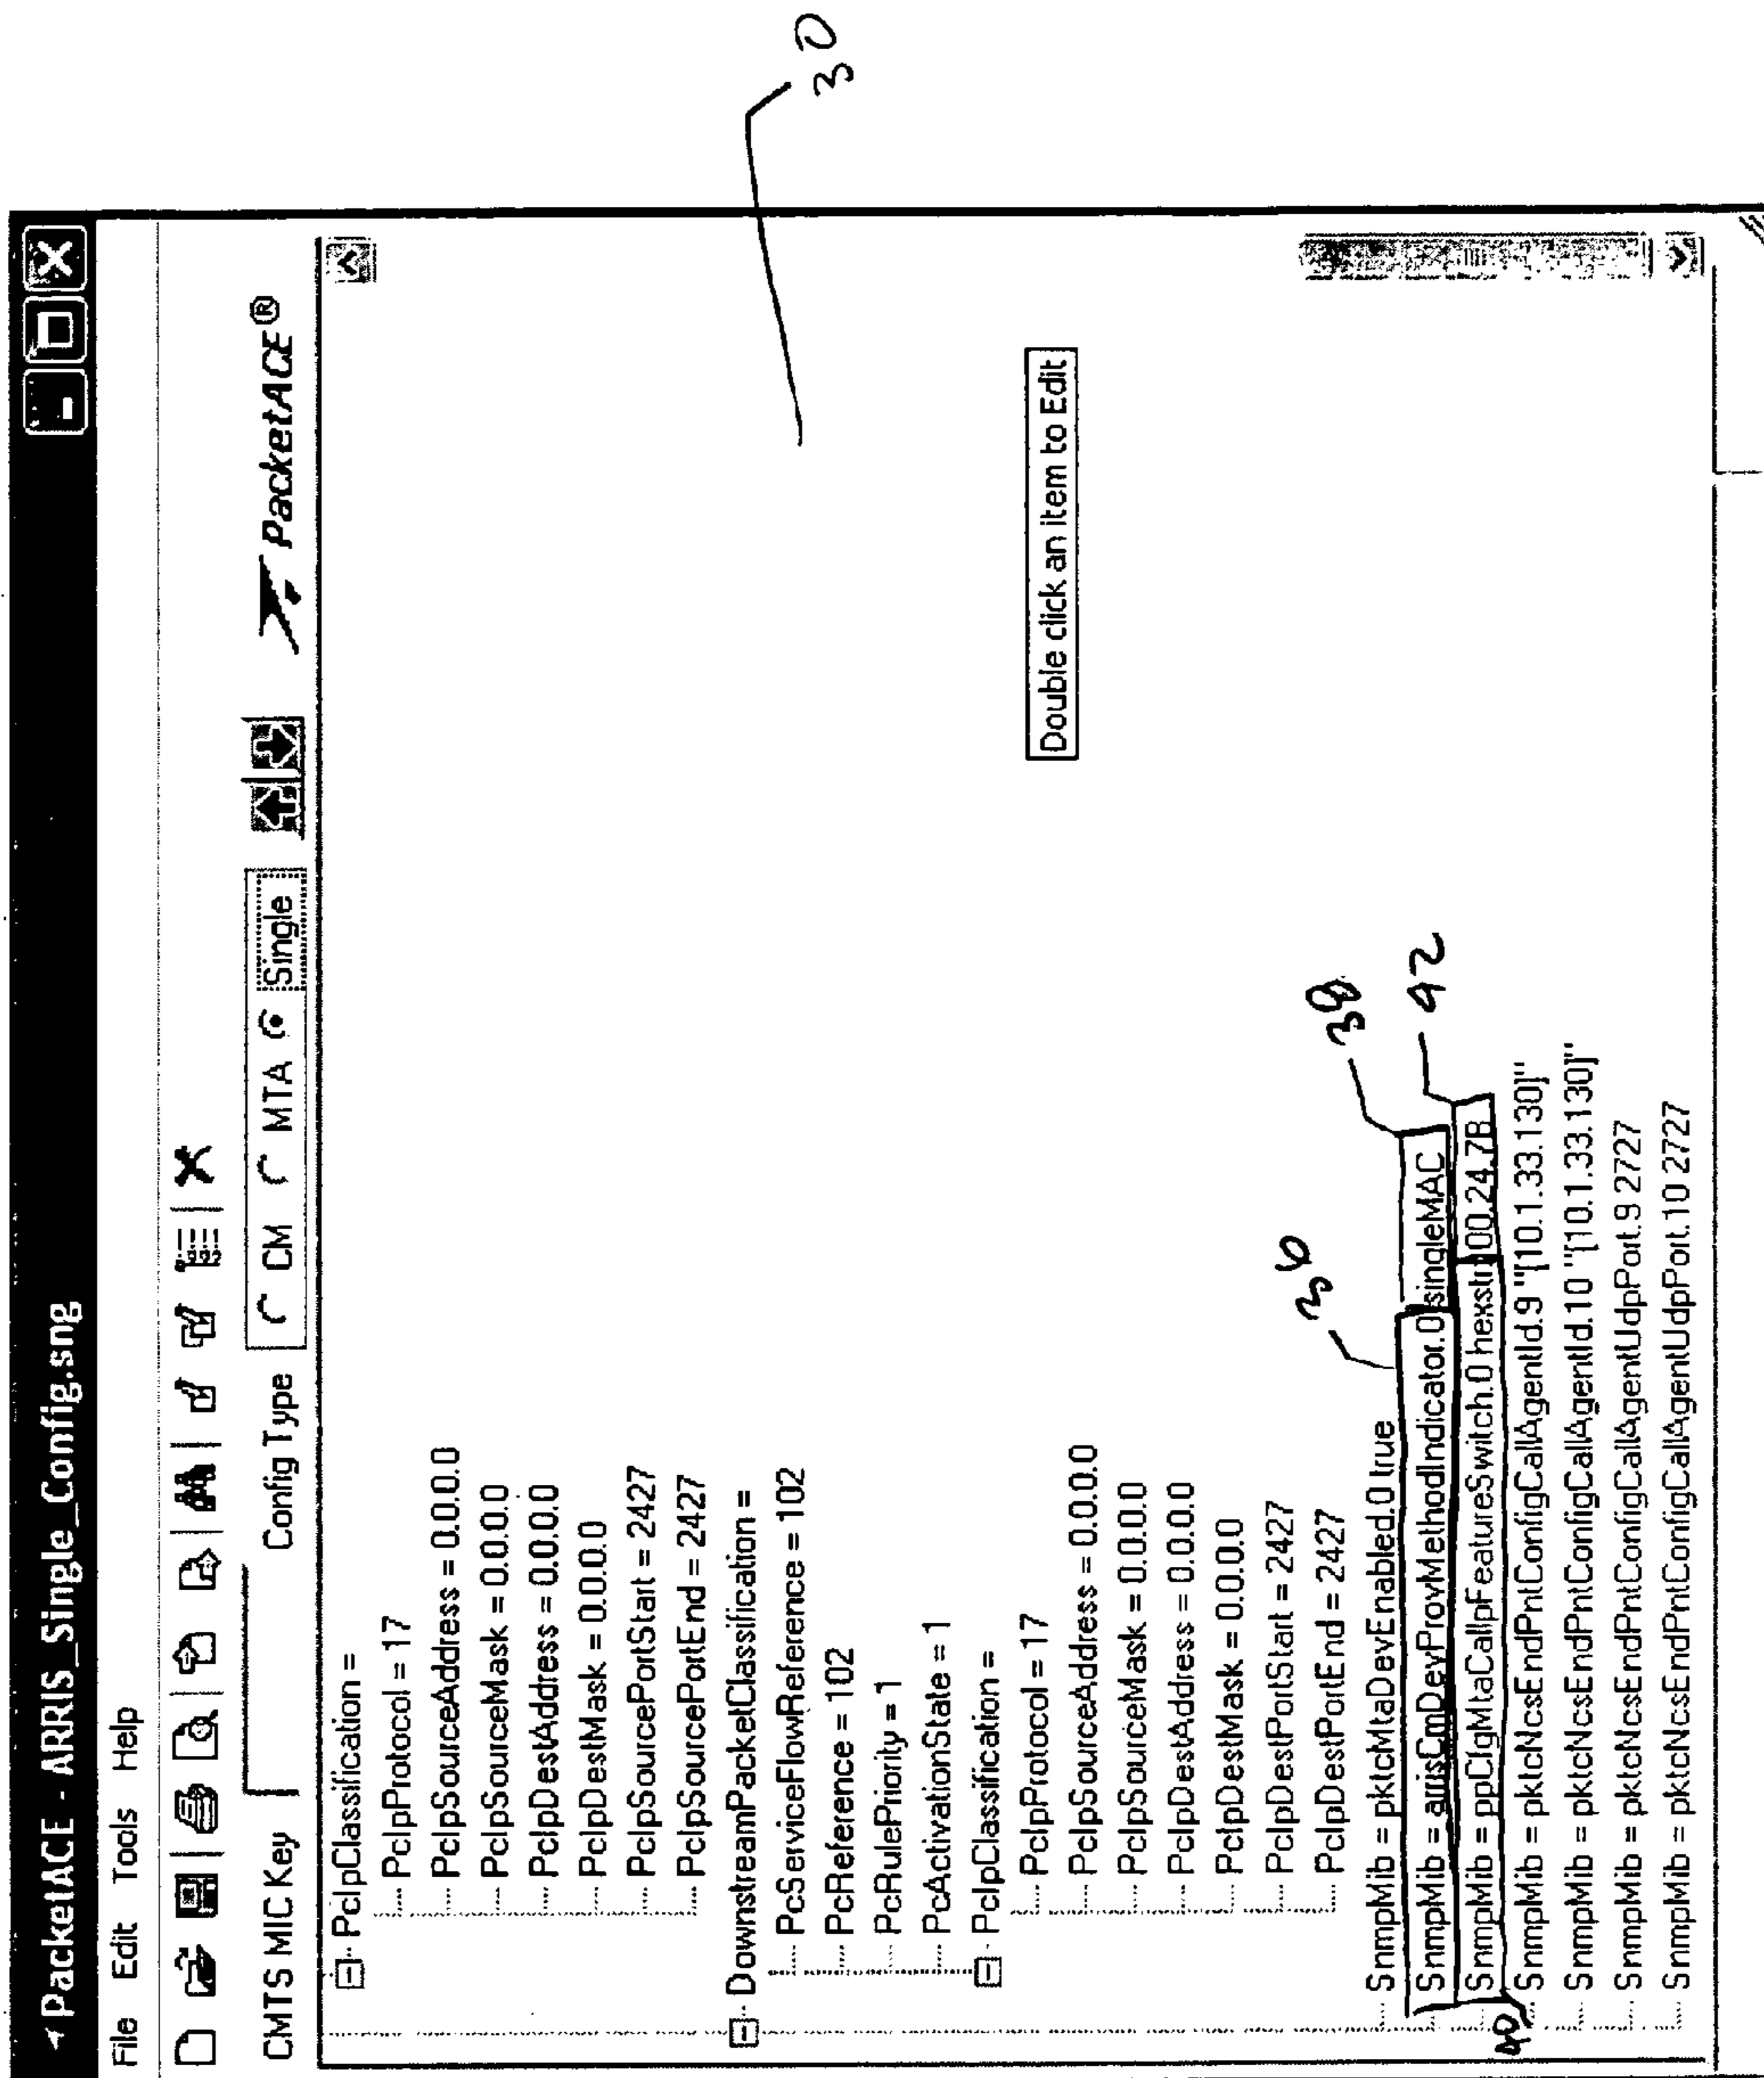 PacketACE - ARRIS_Single_Config.sng
File Edit Tools Help
CMTS MIC Key Config Type CM MTA Single PacketACE®
PcIpClassification =
PcIpProtocol = 17
PcIpSourceAddress = 0.0.0.0
PcIpSourceMask = 0.0.0.0
PcIpDestAddress = 0.0.0.0
PcIpDestMask = 0.0.0.0
PcIpSourcePortStart = 2427
PcIpSourcePortEnd = 2427
DownstreamPacketClassification =
PcServiceFlowReference = 102
PcReference = 102
PcRulePriority = 1
PcActivationState = 1
PcIpClassification =
PcIpProtocol = 17
PcIpSourceAddress = 0.0.0.0
PcIpSourceMask = 0.0.0.0
PcIpDestAddress = 0.0.0.0
PcIpDestMask = 0.0.0.0
PcIpDestPortStart = 2427
PcIpDestPortEnd = 2427
Double click an item to Edit
SnmpMib = pktcMtaDevEnabled.0 true
SnmpMib = arrisCmDevProvMethodIndicator.0 singleMAC
SnmpMib = ppCfgMtaCallpFeatureSwitch.0 hexstr 00.24.7B
SnmpMib = pktcNcsEndPntConfigCallAgentId.9 "[10.1.33.130]"
SnmpMib = pktcNcsEndPntConfigCallAgentId.10 "[10.1.33.130]"
SnmpMib = pktcNcsEndPntConfigCallAgentUdpPort.9 2727
SnmpMib = pktcNcsEndPntConfigCallAgentUdpPort.10 2727
30
36
38
42
40